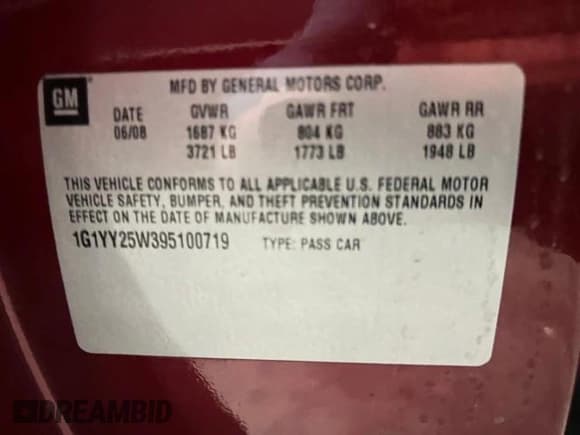 GM
MFD BY GENERAL MOTORS CORP.
DATE GVWR GAWR FRT GAWR RR
06/08 1687 KG 804 KG 883 KG
3721 LB 1773 LB 1948 LB
THIS VEHICLE CONFORMS TO ALL APPLICABLE U.S. FEDERAL MOTOR
VEHICLE SAFETY, BUMPER, AND THEFT PREVENTION STANDARDS IN
EFFECT ON THE DATE OF MANUFACTURE SHOWN ABOVE.
1G1YY25W395100719 TYPE: PASS CAR
DREAMBID